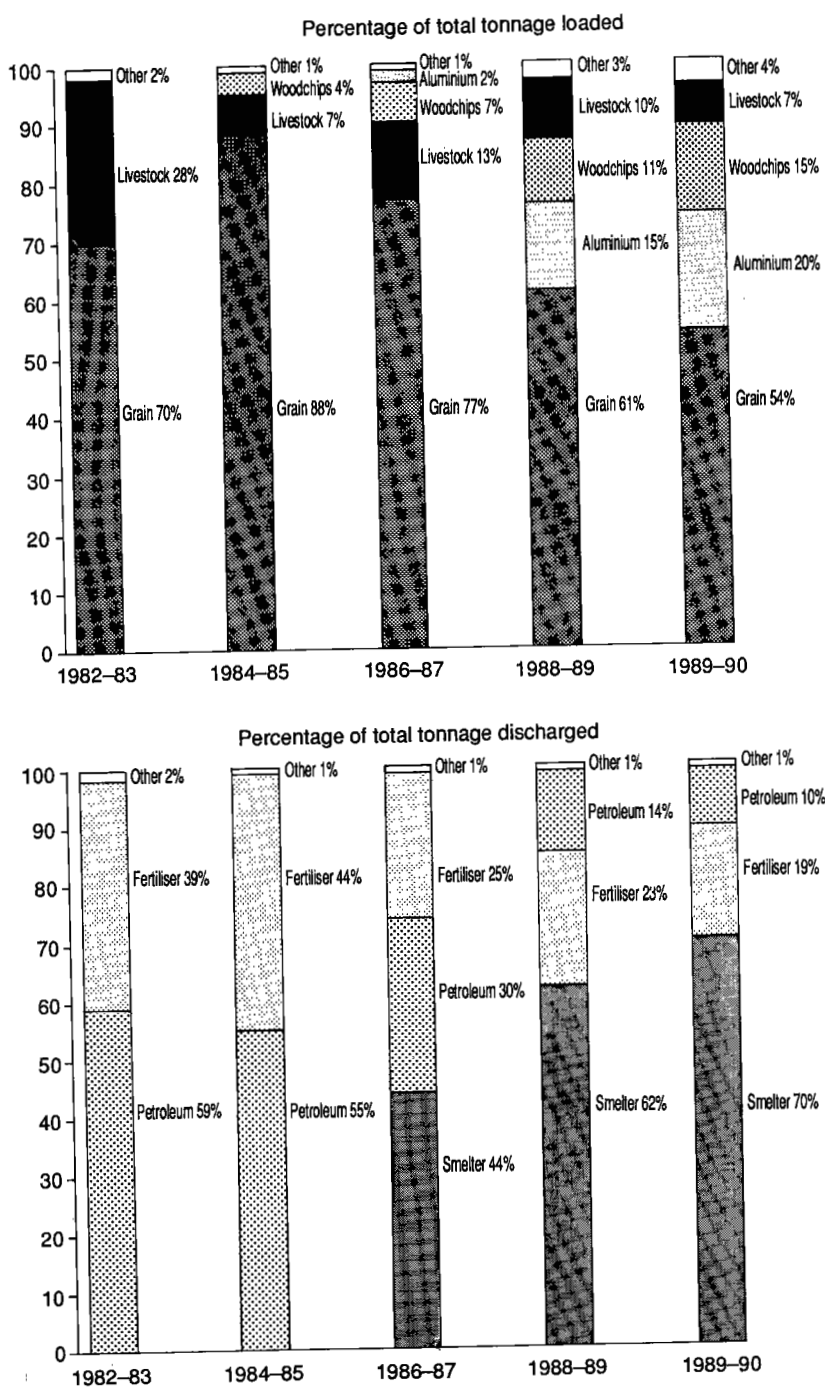 Percentage of total tonnage loaded
100
90
80
70
60
50
40
30
20
10
0
Other 2%
Livestock 28%
Grain 70%
Other 1%
Woodchips 4%
Livestock 7%
Grain 88%
Other 1%
Aluminium 2%
Woodchips 7%
Livestock 13%
Grain 77%
Other 3%
Livestock 10%
Woodchips 11%
Aluminium 15%
Grain 61%
Other 4%
Livestock 7%
Woodchips 15%
Aluminium 20%
Grain 54%
1982–83 1984–85 1986–87 1988–89 1989–90
Percentage of total tonnage discharged
100
90
80
70
60
50
40
30
20
10
0
Other 2%
Fertiliser 39%
Petroleum 59%
Other 1%
Fertiliser 44%
Petroleum 55%
Other 1%
Fertiliser 25%
Petroleum 30%
Smelter 44%
Other 1%
Petroleum 14%
Fertiliser 23%
Smelter 62%
Other 1%
Petroleum 10%
Fertiliser 19%
Smelter 70%
1982–83 1984–85 1986–87 1988–89 1989–90